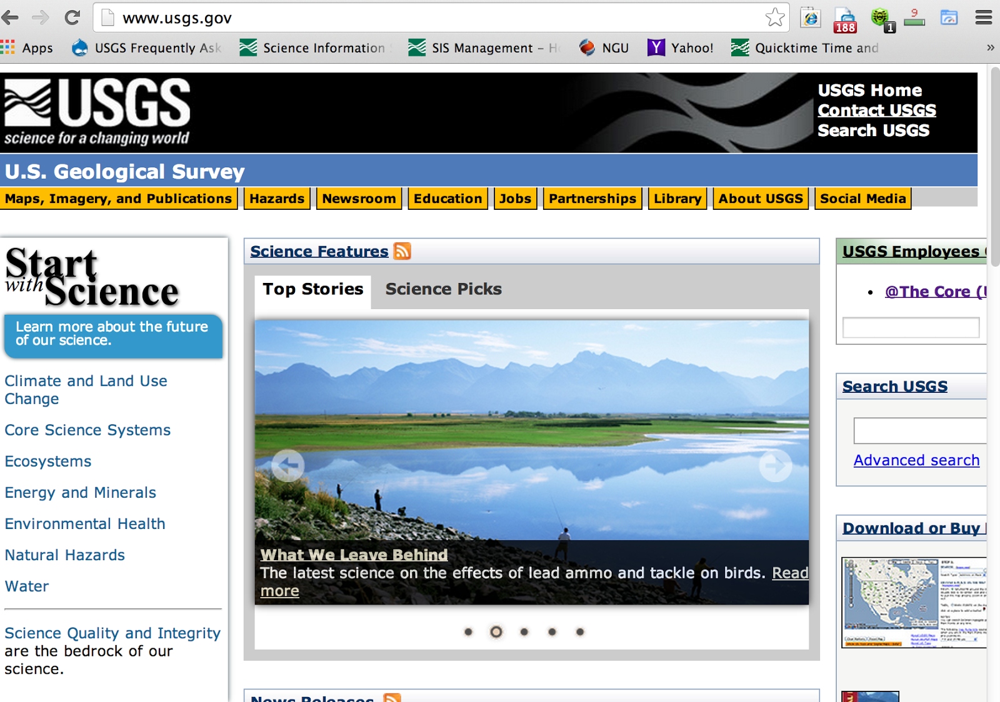 www.usgs.gov
188
1
9
Apps
USGS Frequently Ask
Science Information
SIS Management – H
NGU
Yahoo!
Quicktime Time and
»
USGS
science for a changing world
USGS Home
Contact USGS
Search USGS
U.S. Geological Survey
Maps, Imagery, and Publications
Hazards
Newsroom
Education
Jobs
Partnerships
Library
About USGS
Social Media
Start
with Science
Learn more about the future
of our science.
Climate and Land Use
Change
Core Science Systems
Ecosystems
Energy and Minerals
Environmental Health
Natural Hazards
Water
Science Quality and Integrity
are the bedrock of our
science.
Science Features
Top Stories
Science Picks
What We Leave Behind
The latest science on the effects of lead ammo and tackle on birds. Read
more
News Releases
USGS Employees
• @The Core (U
Search USGS
Advanced search
Download or Buy